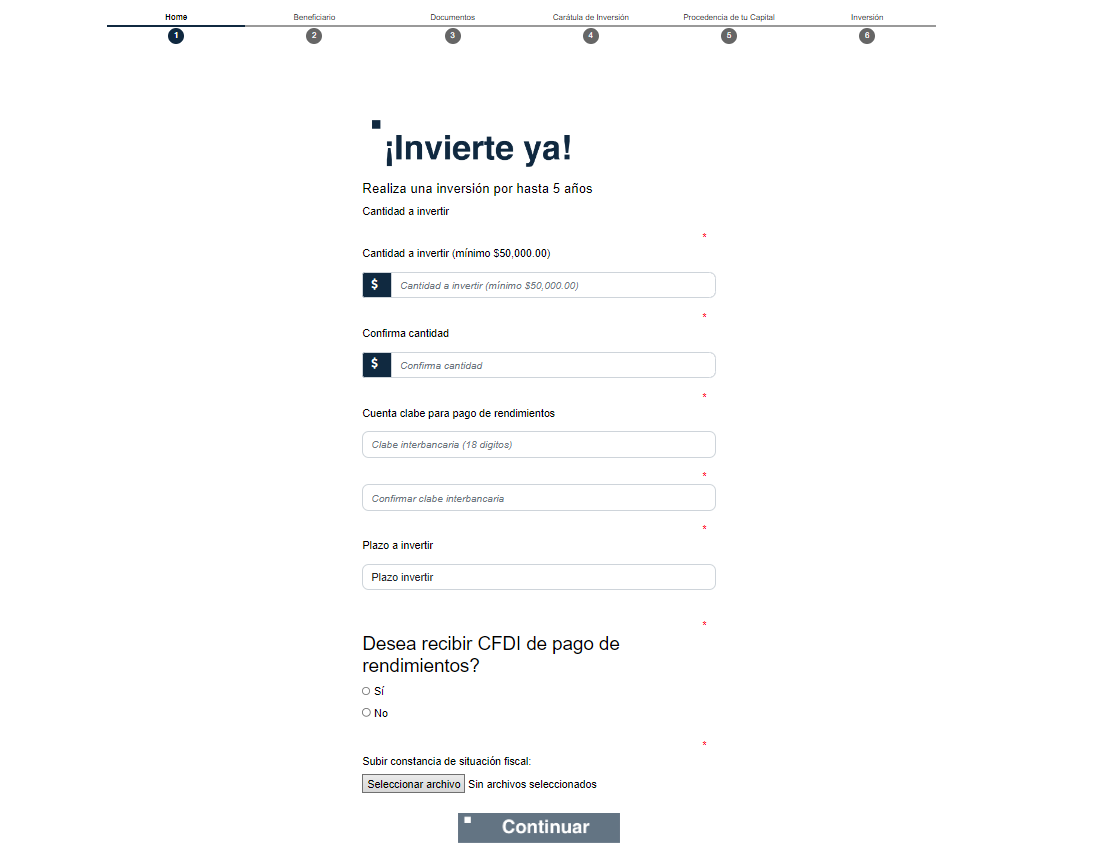 Home
Beneficiario
Documentos
Carátula de Inversión
Procedencia de tu Capital
Inversión
1
2
3
4
5
6
¡Invierte ya!
Realiza una inversión por hasta 5 años
Cantidad a invertir
*
Cantidad a invertir (mínimo $50,000.00)
$ Cantidad a invertir (mínimo $50,000.00)
*
Confirma cantidad
$ Confirma cantidad
*
Cuenta clabe para pago de rendimientos
Clabe interbancaria (18 digitos)
*
Confirmar clabe interbancaria
*
Plazo a invertir
Plazo invertir
*
Desea recibir CFDI de pago de
rendimientos?
Sí
No
*
Subir constancia de situación fiscal:
Seleccionar archivo Sin archivos seleccionados
Continuar